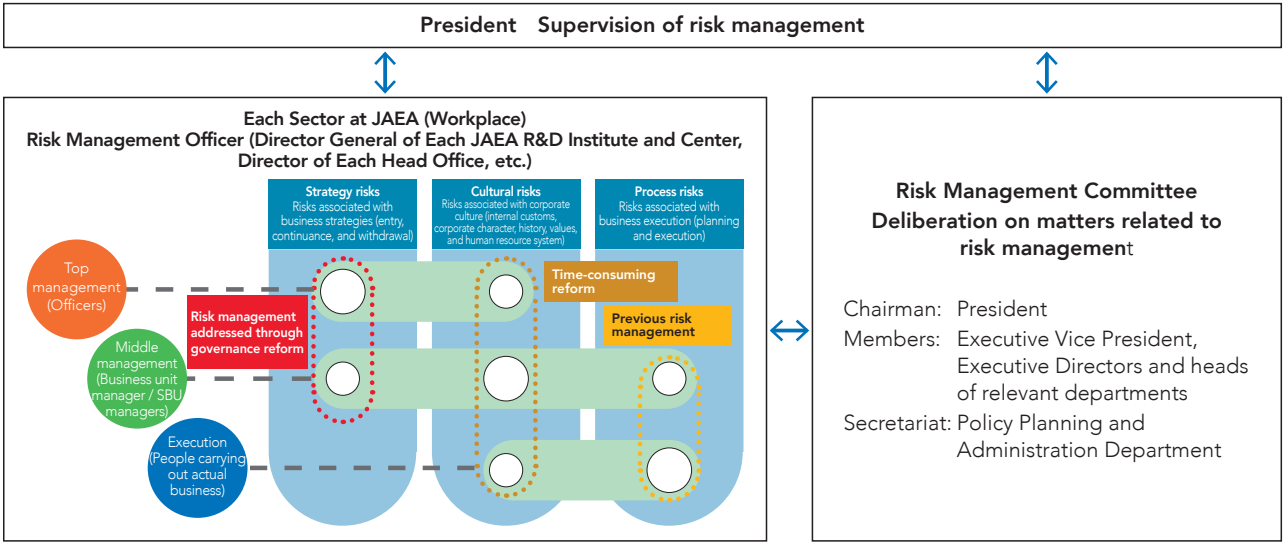 President Supervision of risk management
Each Sector at JAEA (Workplace)
Risk Management Officer (Director General of Each JAEA R&D Institute and Center,
Director of Each Head Office, etc.)
Strategy risks
Risks associated with
business strategies (entry,
continuance, and withdrawal)
Cultural risks
Risks associated with corporate
culture (internal customs,
corporate character, history, values,
and human resource system)
Process risks
Risks associated with
business execution (planning
and execution)
Top
management
(Officers)
Middle
management
(Business unit
manager / SBU
managers)
Execution
(People carrying
out actual
business)
Risk management
addressed through
governance reform
Time-consuming
reform
Previous risk
management
Risk Management Committee
Deliberation on matters related to
risk management
Chairman: President
Members: Executive Vice President,
Executive Directors and heads
of relevant departments
Secretariat: Policy Planning and
Administration Department